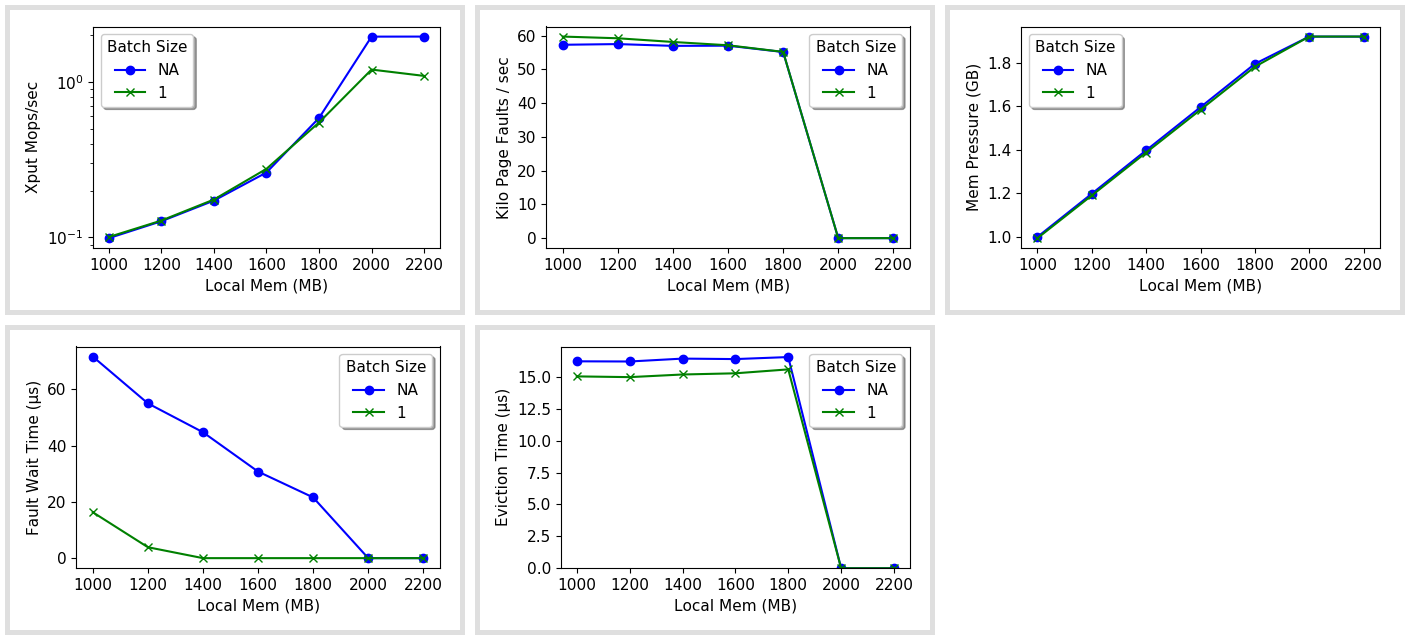 Xput Mops/sec
Batch Size
NA
1
10⁰
10⁻¹
1000 1200 1400 1600 1800 2000 2200
Local Mem (MB)
Kilo Page Faults / sec
60
50
40
30
20
10
0
Batch Size
NA
1
1000 1200 1400 1600 1800 2000 2200
Local Mem (MB)
Mem Pressure (GB)
Batch Size
NA
1
1.8
1.6
1.4
1.2
1.0
1000 1200 1400 1600 1800 2000 2200
Local Mem (MB)
Fault Wait Time (µs)
60
40
20
0
Batch Size
NA
1
1000 1200 1400 1600 1800 2000 2200
Local Mem (MB)
Eviction Time (µs)
15.0
12.5
10.0
7.5
5.0
2.5
0.0
Batch Size
NA
1
1000 1200 1400 1600 1800 2000 2200
Local Mem (MB)